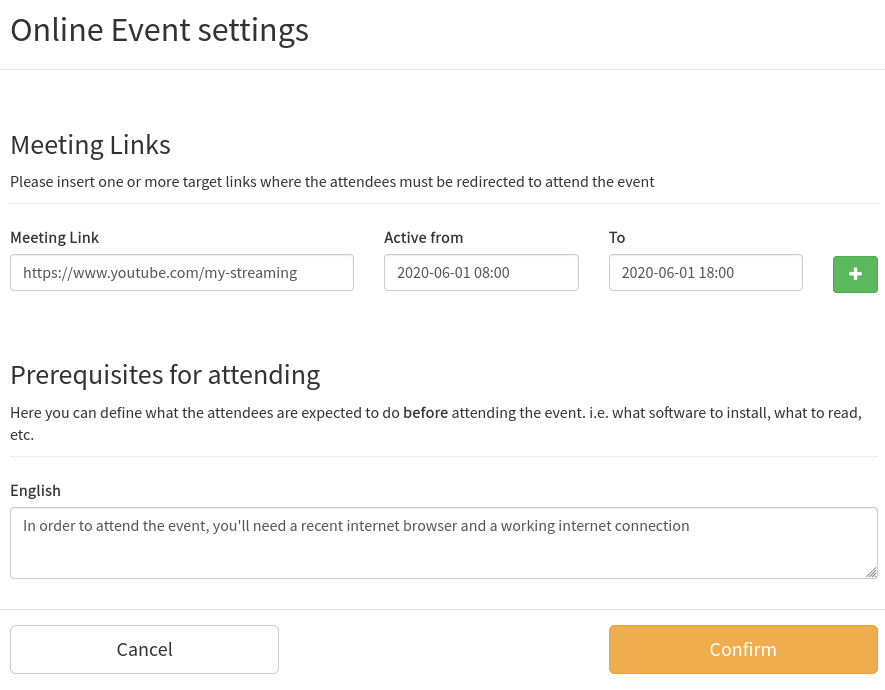 Online Event settings
Meeting Links
Please insert one or more target links where the attendees must be redirected to attend the event
Meeting Link Active from To
https://www.youtube.com/my-streaming 2020-06-01 08:00 2020-06-01 18:00
Prerequisites for attending
Here you can define what the attendees are expected to do before attending the event. i.e. what software to install, what to read,
etc.
English
In order to attend the event, you'll need a recent internet browser and a working internet connection
Cancel Confirm